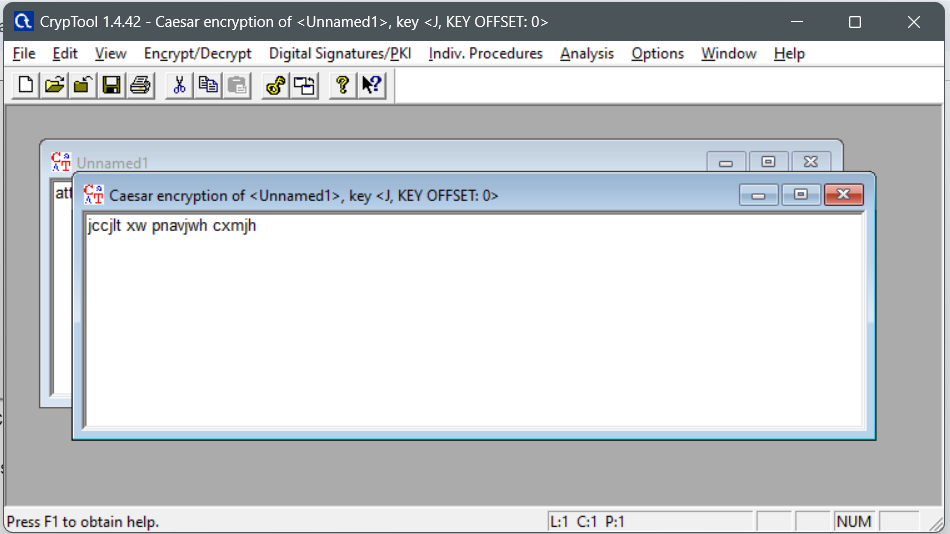 CrypTool 1.4.42 - Caesar encryption of <Unnamed1>, key <J, KEY OFFSET: 0>
File Edit View Encrypt/Decrypt Digital Signatures/PKI Indiv. Procedures Analysis Options Window Help
Unnamed1
att
Caesar encryption of <Unnamed1>, key <J, KEY OFFSET: 0>
jccjlt xw pnavjwh cxmjh
Press F1 to obtain help.
L:1 C:1 P:1
NUM